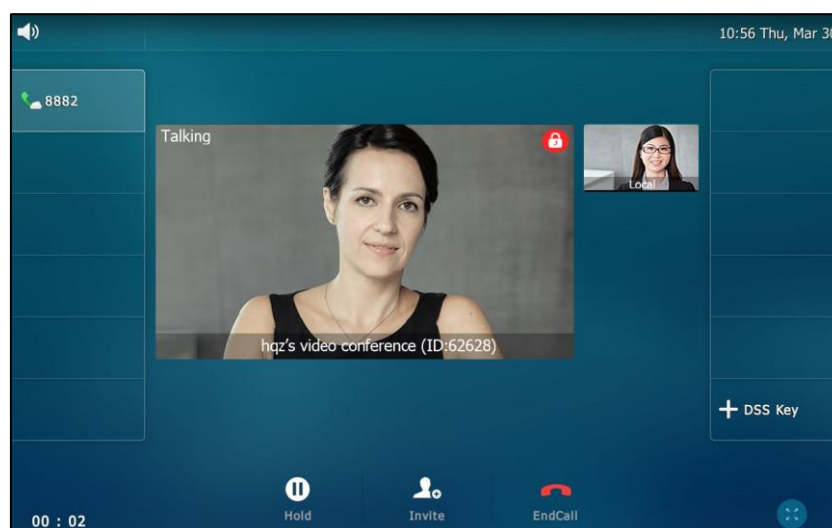 10:56 Thu, Mar 30
8882
Talking
Local
hqz's video conference (ID:62628)
DSS Key
Hold
Invite
EndCall
00 : 02